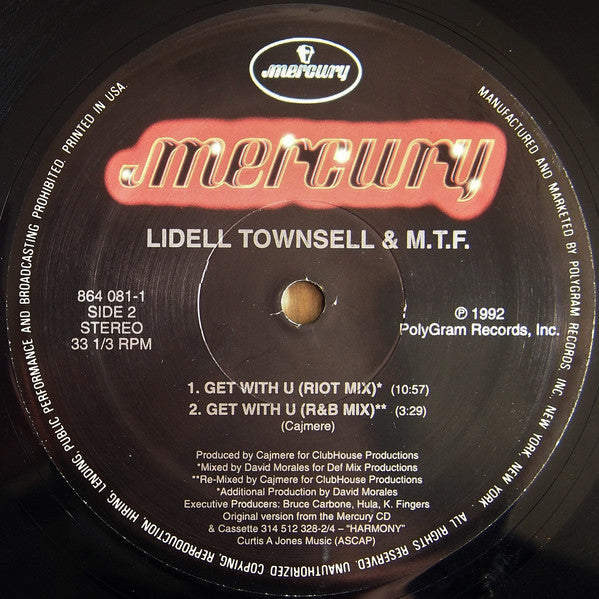 mercury
mercury
LIDELL TOWNSELL & M.T.F.
864 081-1
SIDE 2
STEREO
33 1/3 RPM
℗ 1992
PolyGram Records, Inc.
1. GET WITH U (RIOT MIX)* (10:57)
2. GET WITH U (R&B MIX)** (3:29)
(Cajmere)
Produced by Cajmere for ClubHouse Productions
*Mixed by David Morales for Def Mix Productions
**Re-Mixed by Cajmere for ClubHouse Productions
*Additional Production by David Morales
Executive Producers: Bruce Carbone, Hula, K. Fingers
Original version from the Mercury CD
& Cassette 314 512 328-2/4 – "HARMONY"
Curtis A Jones Music (ASCAP)
MANUFACTURED AND MARKETED BY POLYGRAM RECORDS, INC. NEW YORK, NEW YORK . ALL RIGHTS RESERVED. UNAUTHORIZED COPYING, REPRODUCTION, HIRING, LENDING, PUBLIC PERFORMANCE AND BROADCASTING PROHIBITED. PRINTED IN USA.